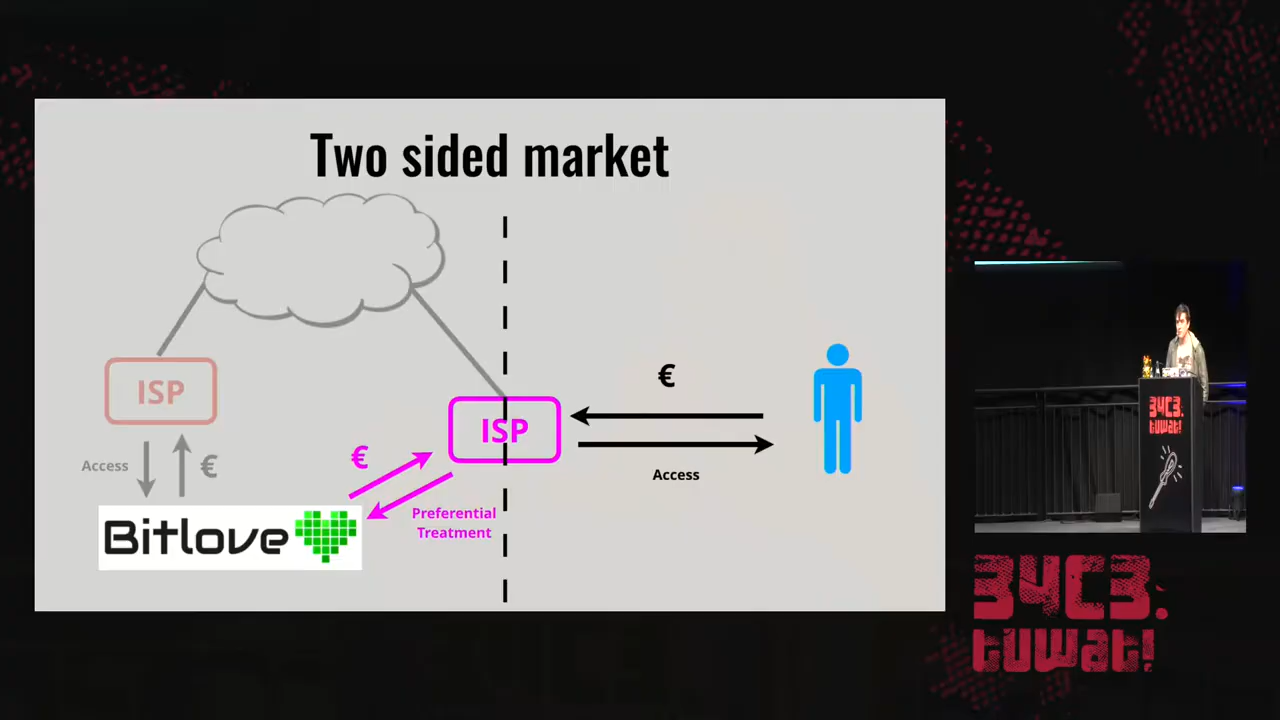 Two sided market
ISP
€
ISP
€
Access
€
Access
Preferential
Treatment
Bitlove
34C3.
tuwat!
34C3.
tuwat!